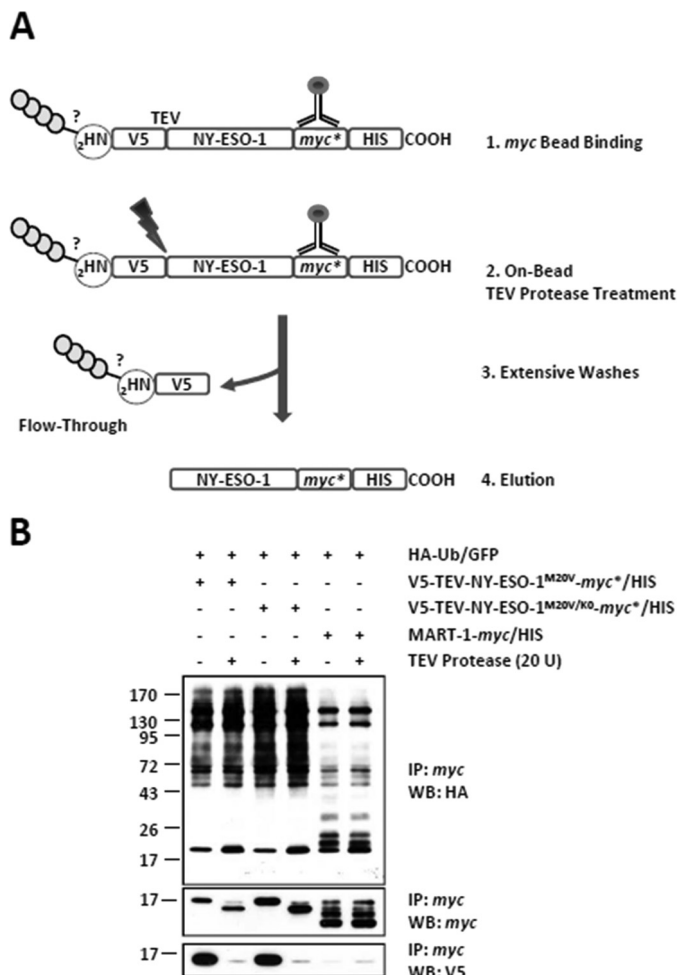 A
?
TEV
₂HN V5 NY-ESO-1 myc* HIS COOH
1. myc Bead Binding
?
₂HN V5 NY-ESO-1 myc* HIS COOH
2. On-Bead
TEV Protease Treatment
?
₂HN V5
3. Extensive Washes
Flow-Through
NY-ESO-1 myc* HIS COOH
4. Elution
B
+ + + + + + HA-Ub/GFP
+ + - - - - V5-TEV-NY-ESO-1ᴹ²⁰ⱽ-myc*/HIS
- - + + - - V5-TEV-NY-ESO-1ᴹ²⁰ⱽ/ᴷ⁰-myc*/HIS
- - - - + + MART-1-myc/HIS
- + - + - + TEV Protease (20 U)
170
130
95
72
43
26
17
IP: myc
WB: HA
17
IP: myc
WB: myc
17
IP: myc
WB: V5